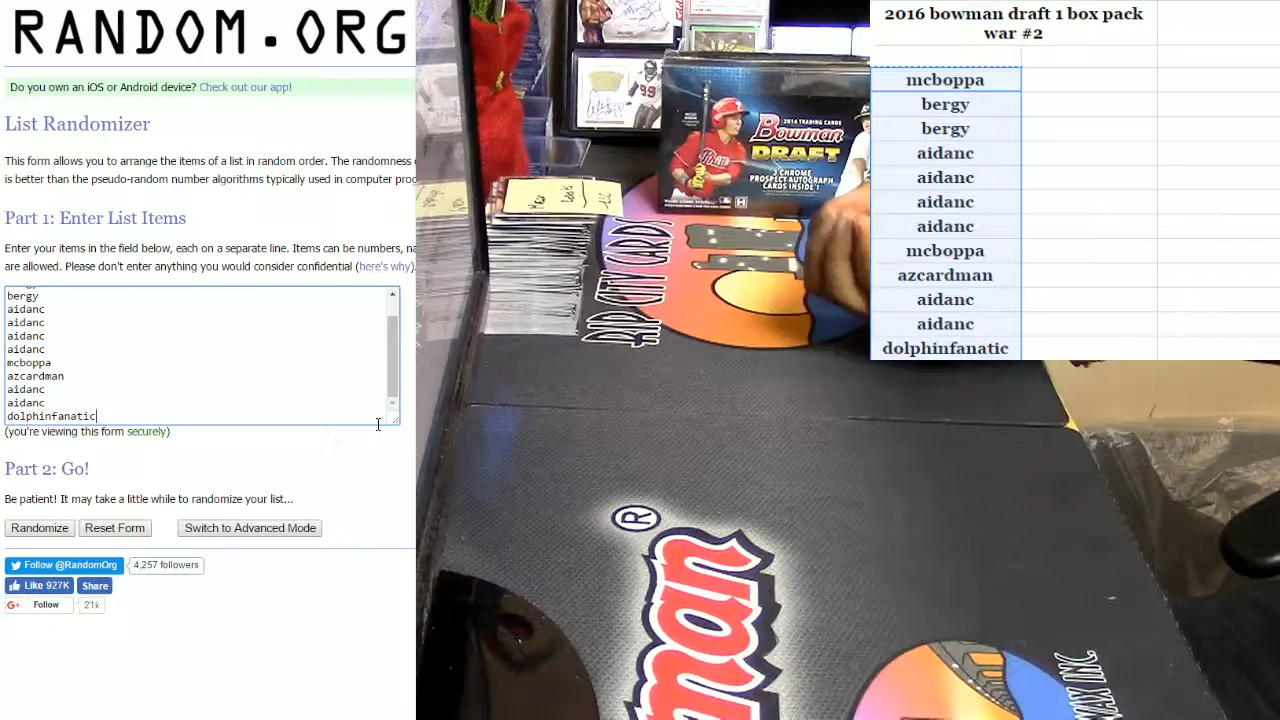 RANDOM.ORG
Do you own an iOS or Android device? Check out our app!
List Randomizer
This form allows you to arrange the items of a list in random order. The randomness
is better than the pseudo-random number algorithms typically used in computer
Part 1: Enter List Items
Enter your items in the field below, each on a separate line. Items can be numbers,
are allowed. Please don't enter anything you would consider confidential (here's why).
bergy
aidanc
aidanc
aidanc
aidanc
mcboppa
azcardman
aidanc
aidanc
dolphinfanatic
(you're viewing this form securely)
Part 2: Go!
Be patient! It may take a little while to randomize your list...
Randomize
Reset Form
Switch to Advanced Mode
Follow @RandomOrg
4,257 followers
Like 927K
Share
Follow
21k
2016 TRADING CARDS
Bowman
DRAFT
3 CHROME
PROSPECT AUTOGRAPH
CARDS INSIDE!
99
RIP CITY CARDS
man®
WAX INC
2016 bowman draft 1 box pack
war #2
mcboppa
bergy
bergy
aidanc
aidanc
aidanc
aidanc
mcboppa
azcardman
aidanc
aidanc
dolphinfanatic